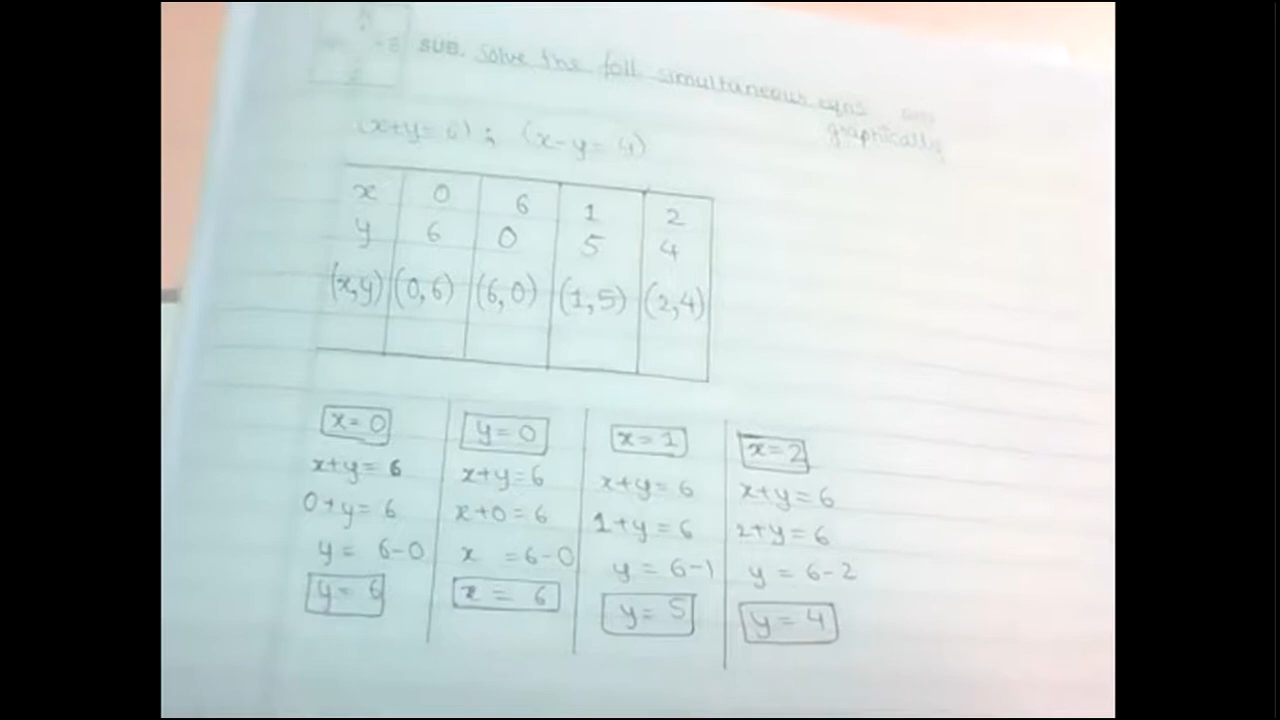 SUB. Solve the foll simultaneous eqns
graphically
(x+y=6) ; (x-y=4)
x 0 6 1 2
y 6 0 5 4
(x,y) (0,6) (6,0) (1,5) (2,4)
x=0 y=0 x=1 x=2
x+y=6 x+y=6 x+y=6 x+y=6
0+y=6 x+0=6 1+y=6 2+y=6
y= 6-0 x =6-0 y=6-1 y=6-2
y=6 x=6 y=5 y=4